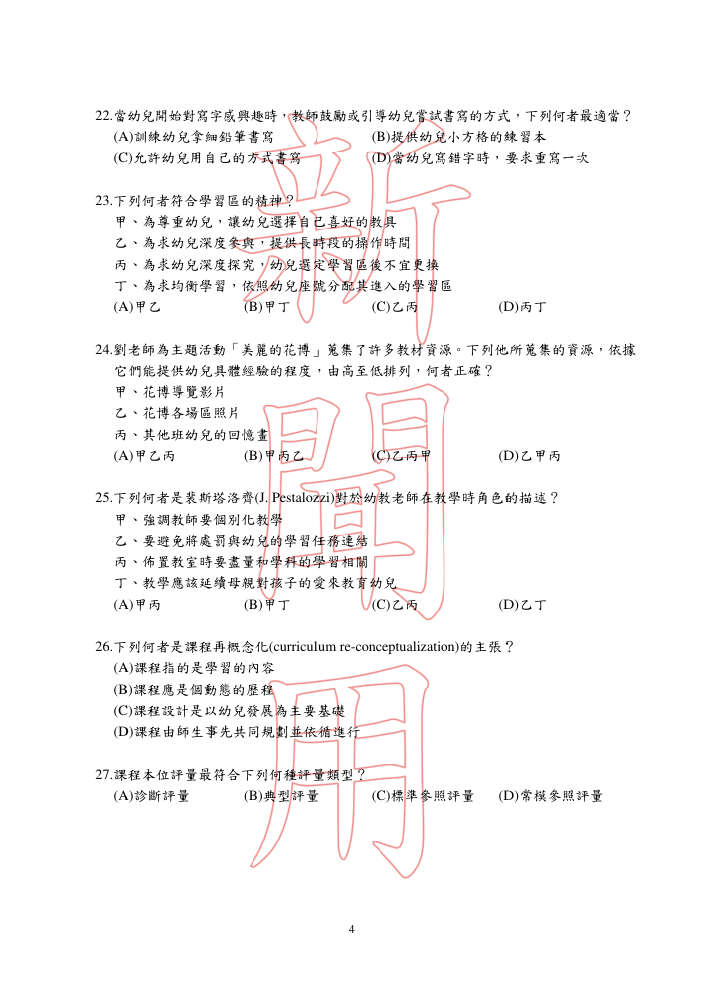 22.當幼兒開始對寫字感興趣時，教師鼓勵或引導幼兒嘗試書寫的方式，下列何者最適當？
(A)訓練幼兒拿細鉛筆書寫 (B)提供幼兒小方格的練習本
(C)允許幼兒用自己的方式書寫 (D)當幼兒寫錯字時，要求重寫一次
23.下列何者符合學習區的精神？
甲、為尊重幼兒，讓幼兒選擇自己喜好的教具
乙、為求幼兒深度參與，提供長時段的操作時間
丙、為求幼兒深度探究，幼兒選定學習區後不宜更換
丁、為求均衡學習，依照幼兒座號分配其進入的學習區
(A)甲乙 (B)甲丁 (C)乙丙 (D)丙丁
24.劉老師為主題活動「美麗的花博」蒐集了許多教材資源。下列他所蒐集的資源，依據
它們能提供幼兒具體經驗的程度，由高至低排列，何者正確？
甲、花博導覽影片
乙、花博各場區照片
丙、其他班幼兒的回憶畫
(A)甲乙丙 (B)甲丙乙 (C)乙丙甲 (D)乙甲丙
25.下列何者是裴斯塔洛齊(J. Pestalozzi)對於幼教老師在教學時角色的描述？
甲、強調教師要個別化教學
乙、要避免將處罰與幼兒的學習任務連結
丙、佈置教室時要盡量和學科的學習相關
丁、教學應該延續母親對孩子的愛來教育幼兒
(A)甲丙 (B)甲丁 (C)乙丙 (D)乙丁
26.下列何者是課程再概念化(curriculum re-conceptualization)的主張？
(A)課程指的是學習的內容
(B)課程應是個動態的歷程
(C)課程設計是以幼兒發展為主要基礎
(D)課程由師生事先共同規劃並依循進行
27.課程本位評量最符合下列何種評量類型？
(A)診斷評量 (B)典型評量 (C)標準參照評量 (D)常模參照評量
新聞用
4